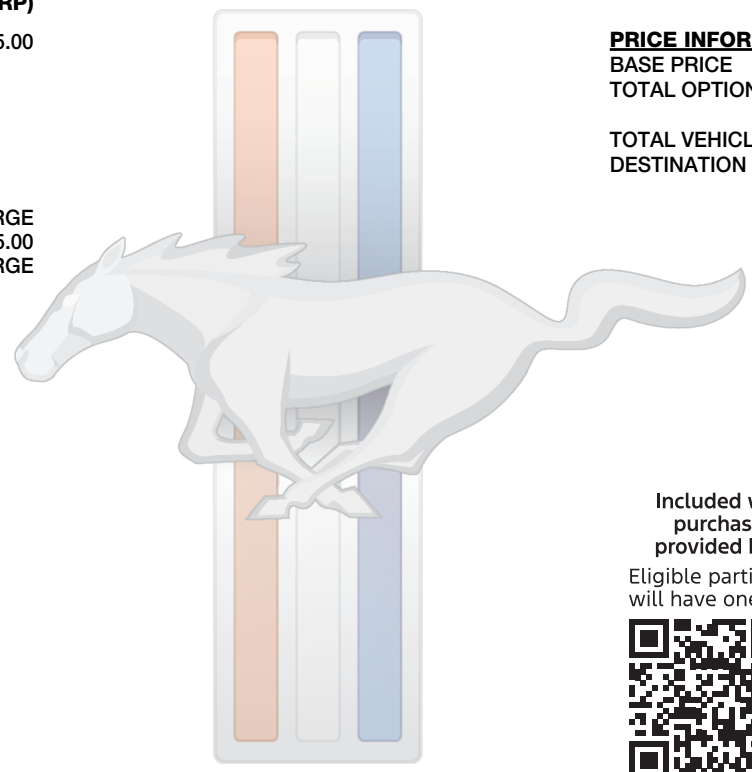 RP)
5.00
RGE
5.00
RGE
PRICE INFOR
BASE PRICE
TOTAL OPTION
TOTAL VEHICL
DESTINATION
Included
purchas
provided
Eligible parti
will have one